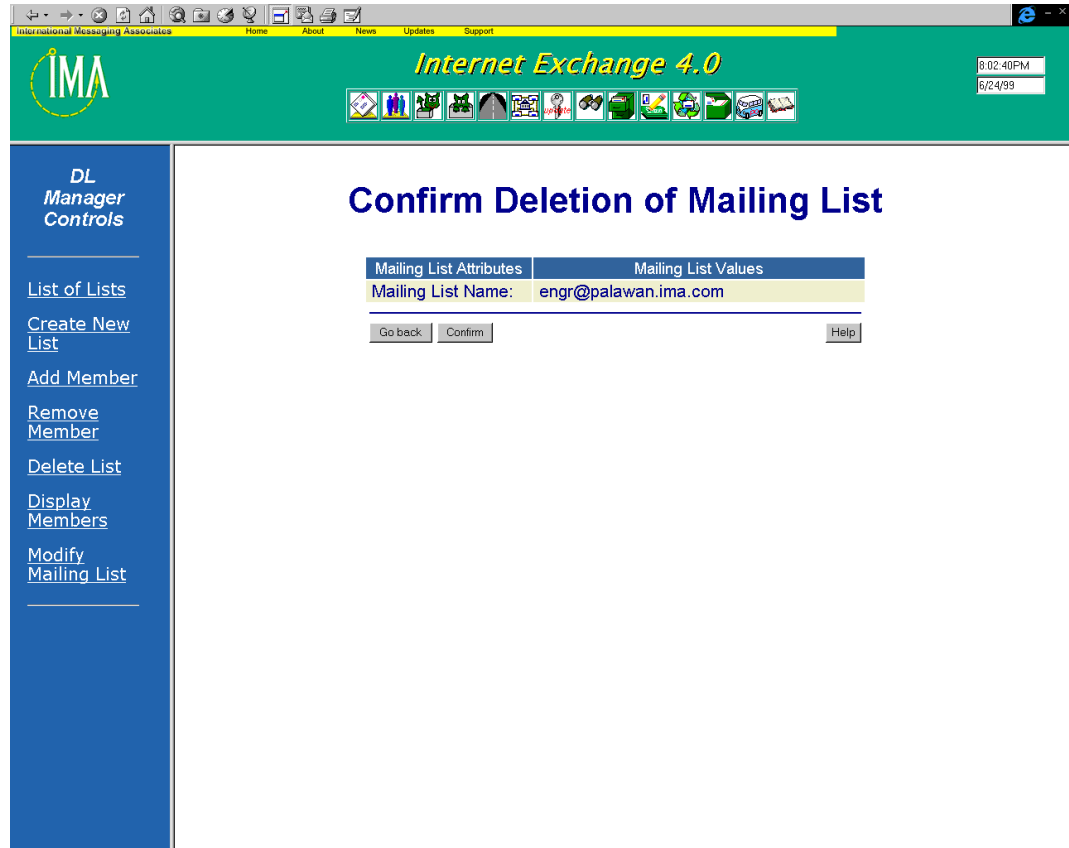 International Messaging Associates Home About News Updates Support
IMA
Internet Exchange 4.0
8:02:40PM
6/24/99
update
DL
Manager
Controls
List of Lists
Create New
List
Add Member
Remove
Member
Delete List
Display
Members
Modify
Mailing List
Confirm Deletion of Mailing List
Mailing List Attributes Mailing List Values
Mailing List Name: engr@palawan.ima.com
Go back Confirm Help